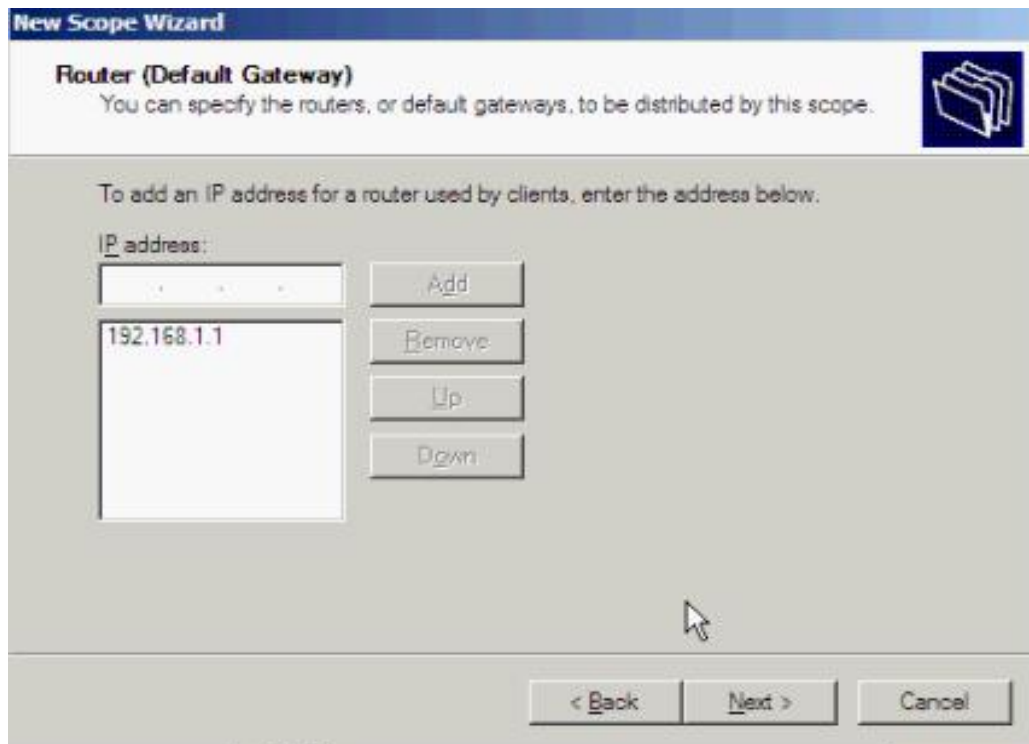 New Scope Wizard
Router (Default Gateway)
You can specify the routers, or default gateways, to be distributed by this scope.
To add an IP address for a router used by clients, enter the address below.
IP address:
. . .
Add
192.168.1.1
Remove
Up
Down
< Back
Next >
Cancel